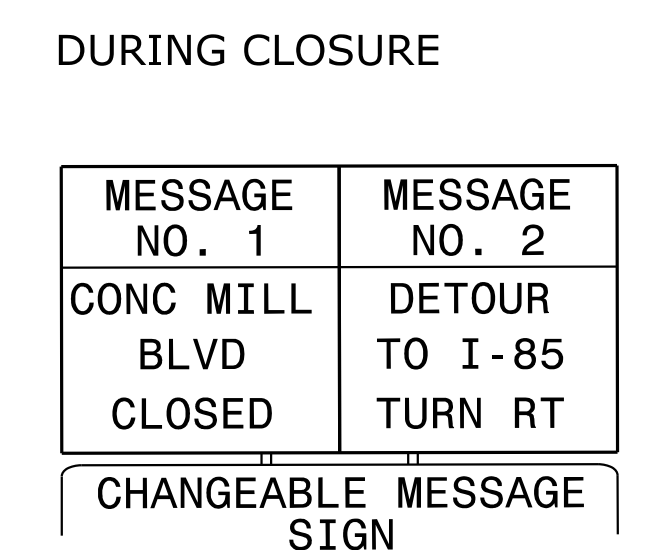 DURING CLOSURE
MESSAGE NO. 1
MESSAGE NO. 2
CONC MILL
BLVD
CLOSED
DETOUR
TO I-85
TURN RT
CHANGEABLE MESSAGE
SIGN